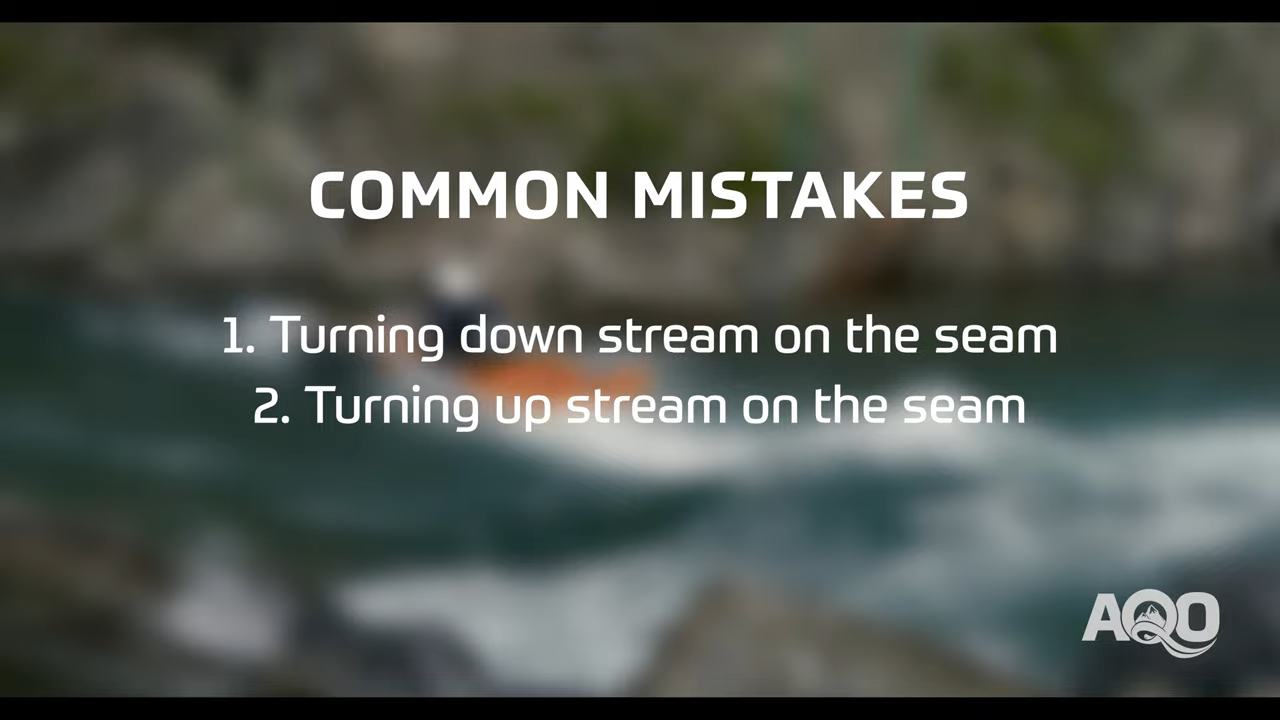 COMMON MISTAKES
1. Turning down stream on the seam
2. Turning up stream on the seam
AQO